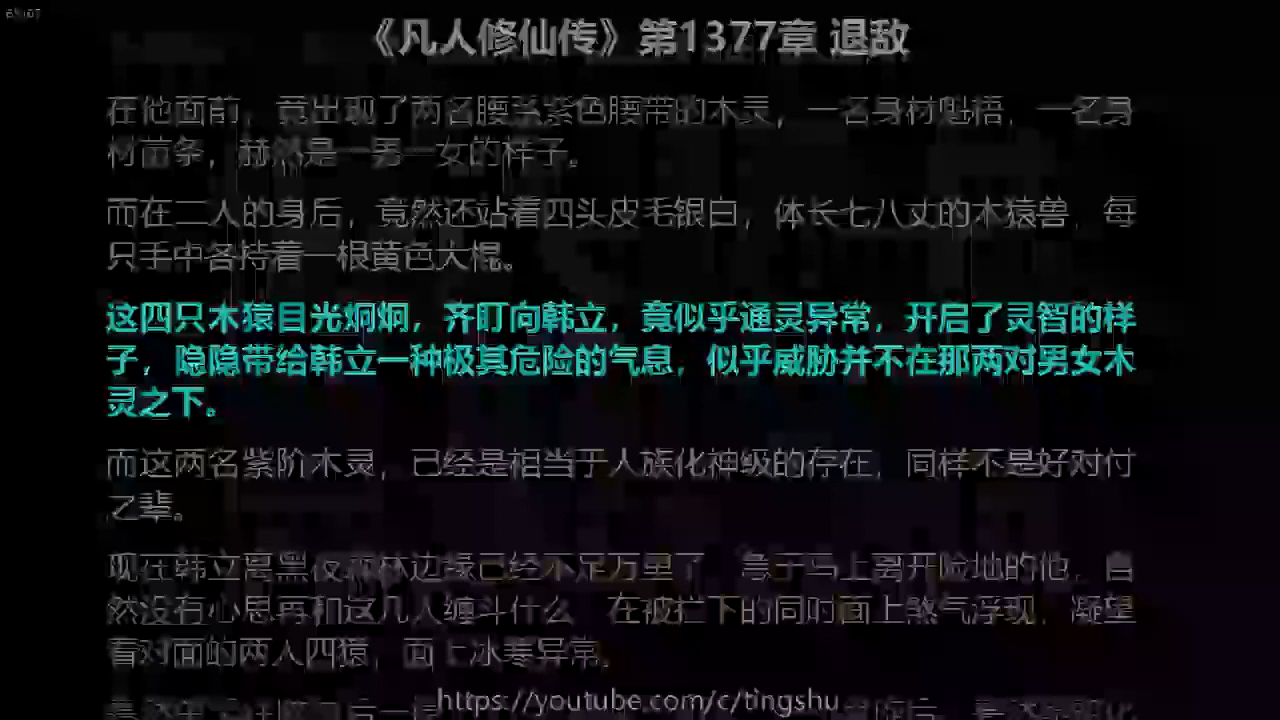 《凡人修仙传》第1377章 退敌
在他面前，竟出现了两名腰系紫色腰带的木灵，一名身材魁梧，一名身
材苗条，赫然是一男一女的样子。
而在二人的身后，竟然还站着四头皮毛银白，体长七八丈的木猿兽，每
只手中各持着一根黄色大棍。
这四只木猿目光炯炯，齐盯向韩立，竟似乎通灵异常，开启了灵智的样
子，隐隐带给韩立一种极其危险的气息，似乎威胁并不在那两对男女木
灵之下。
而这两名紫阶木灵，已经是相当于人族化神级的存在，同样不是好对付
之辈。
现在韩立离黑夜森林边缘已经不足万里了，急于马上离开险地的他，自
然没有心思再和这几人缠斗什么，在被拦下的同时面上煞气浮现，凝望
着对面的两人四猿，面上冰寒异常。
https://youtube.com/c/tingshu